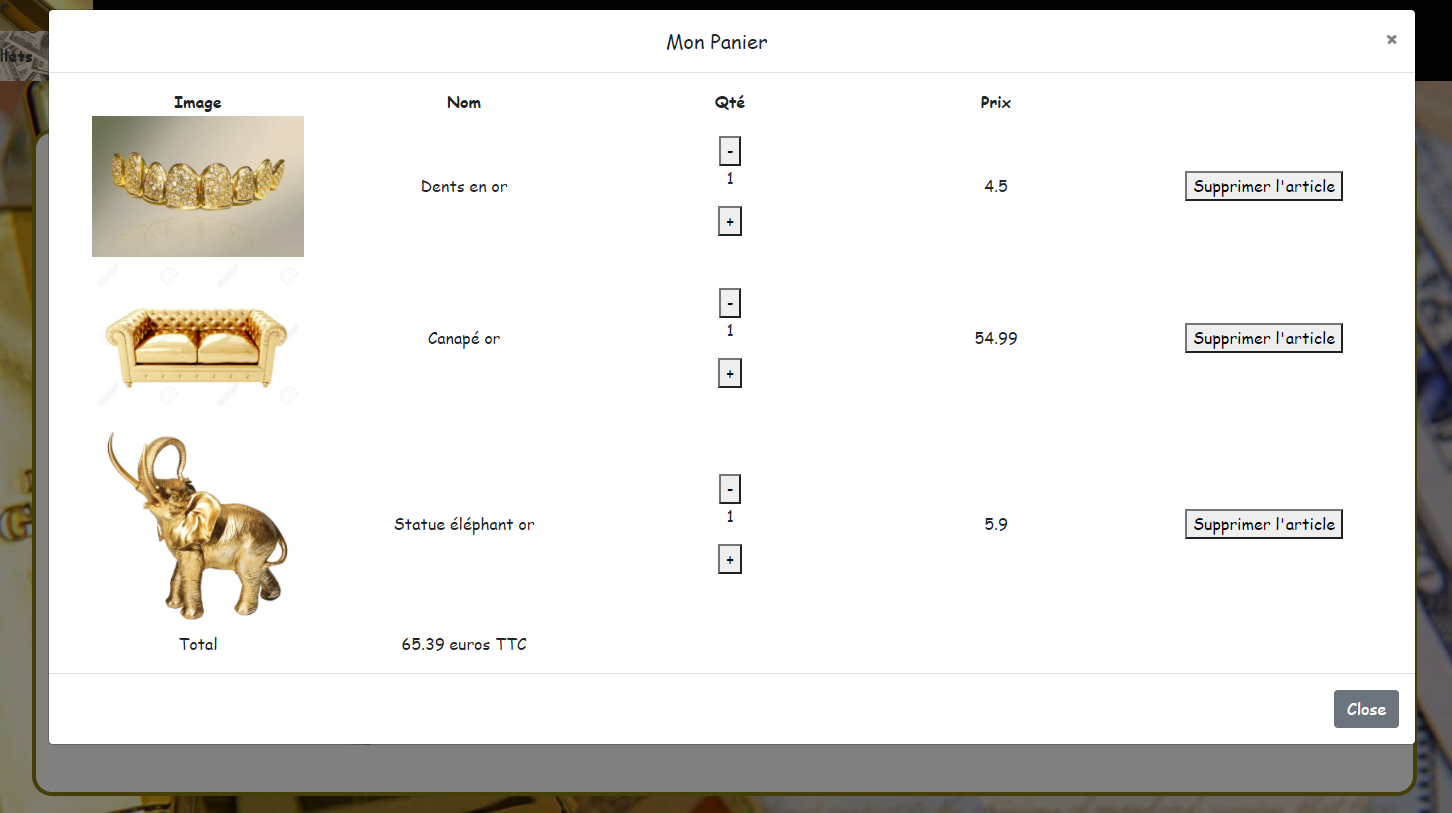 Mon Panier ×
Image Nom Qté Prix
-
Dents en or 1 4.5 Supprimer l'article
+
-
Canapé or 1 54.99 Supprimer l'article
+
-
Statue éléphant or 1 5.9 Supprimer l'article
+
Total 65.39 euros TTC
Close